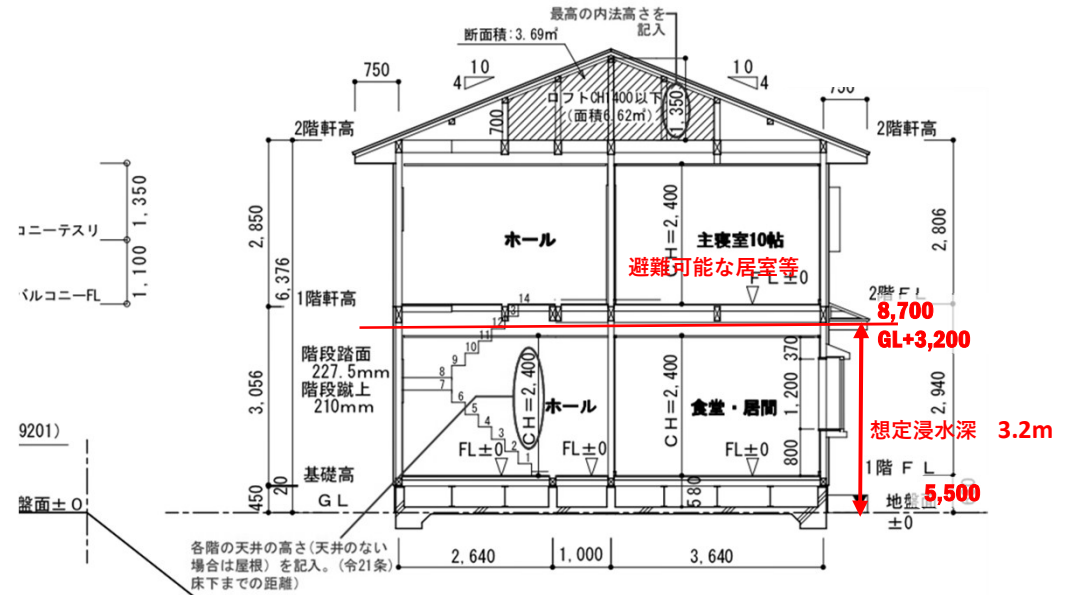 最高の内法高さを
記入
断面積:3.69㎡
750
10
4
10
4
750
ロフトCH1400以下
(面積6.62㎡)
1,350
700
2階軒高
2階軒高
1,350
コニーテスリ
1,100
バルコニーFL
2,850
6,376
ホール
CH=2,400
主寝室10帖
避難可能な居室等
FL±0
2,806
1階軒高
2階FL
8,700
GL+3,200
14
13
12
11
10
9
8
7
6
5
4
3
2
1
階段踏面
227.5mm
階段蹴上
210mm
3,056
CH=2,400
ホール
CH=2,400
食堂・居間
370
1,200
800
2,940
想定浸水深 3.2m
FL±0
FL±0
FL±0
9201)
基礎高
1階 FL
5,500
450
20
GL
580
地盤面
±0
盤面±0
各階の天井の高さ(天井のない
場合は屋根)を記入。(令21条)
床下までの距離)
2,640
1,000
3,640